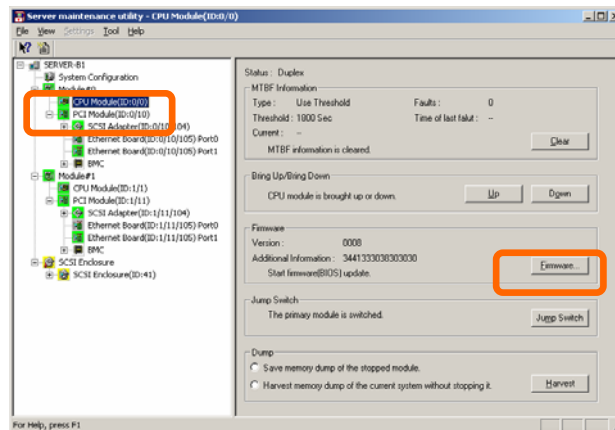 Server maintenance utility - CPU Module(ID:0/0)
File View Settings Tool Help
SERVER-B1
System Configuration
Module#0
CPU Module(ID:0/0)
PCI Module(ID:0/10)
SCSI Adapter(ID:0/10/104)
Ethernet Board(ID:0/10/105) Port0
Ethernet Board(ID:0/10/105) Port1
BMC
Module#1
CPU Module(ID:1/1)
PCI Module(ID:1/11)
SCSI Adapter(ID:1/11/104)
Ethernet Board(ID:1/11/105) Port0
Ethernet Board(ID:1/11/105) Port1
BMC
SCSI Enclosure
SCSI Enclosure(ID:41)
Status : Duplex
MTBF Information
Type : Use Threshold Faults : 0
Threshold : 1800 Sec Time of last falut : --
Current : --
MTBF information is cleared.
Clear
Bring Up/Bring Down
CPU module is brought up or down.
Up Down
Firmware
Version : 0008
Additional Information : 3441333038303030
Start firmware(BIOS) update.
Firmware...
Jump Switch
The primary module is switched.
Jump Switch
Dump
Save memory dump of the stopped module.
Harvest memory dump of the current system without stopping it.
Harvest
For Help, press F1